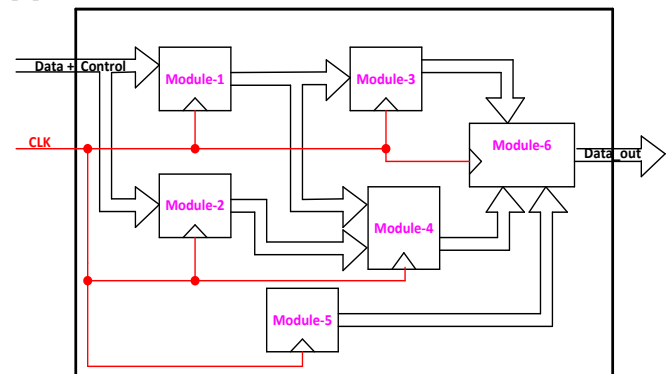 Data + Control
Module-1
Module-3
CLK
Module-6
Data_out
Module-2
Module-4
Module-5